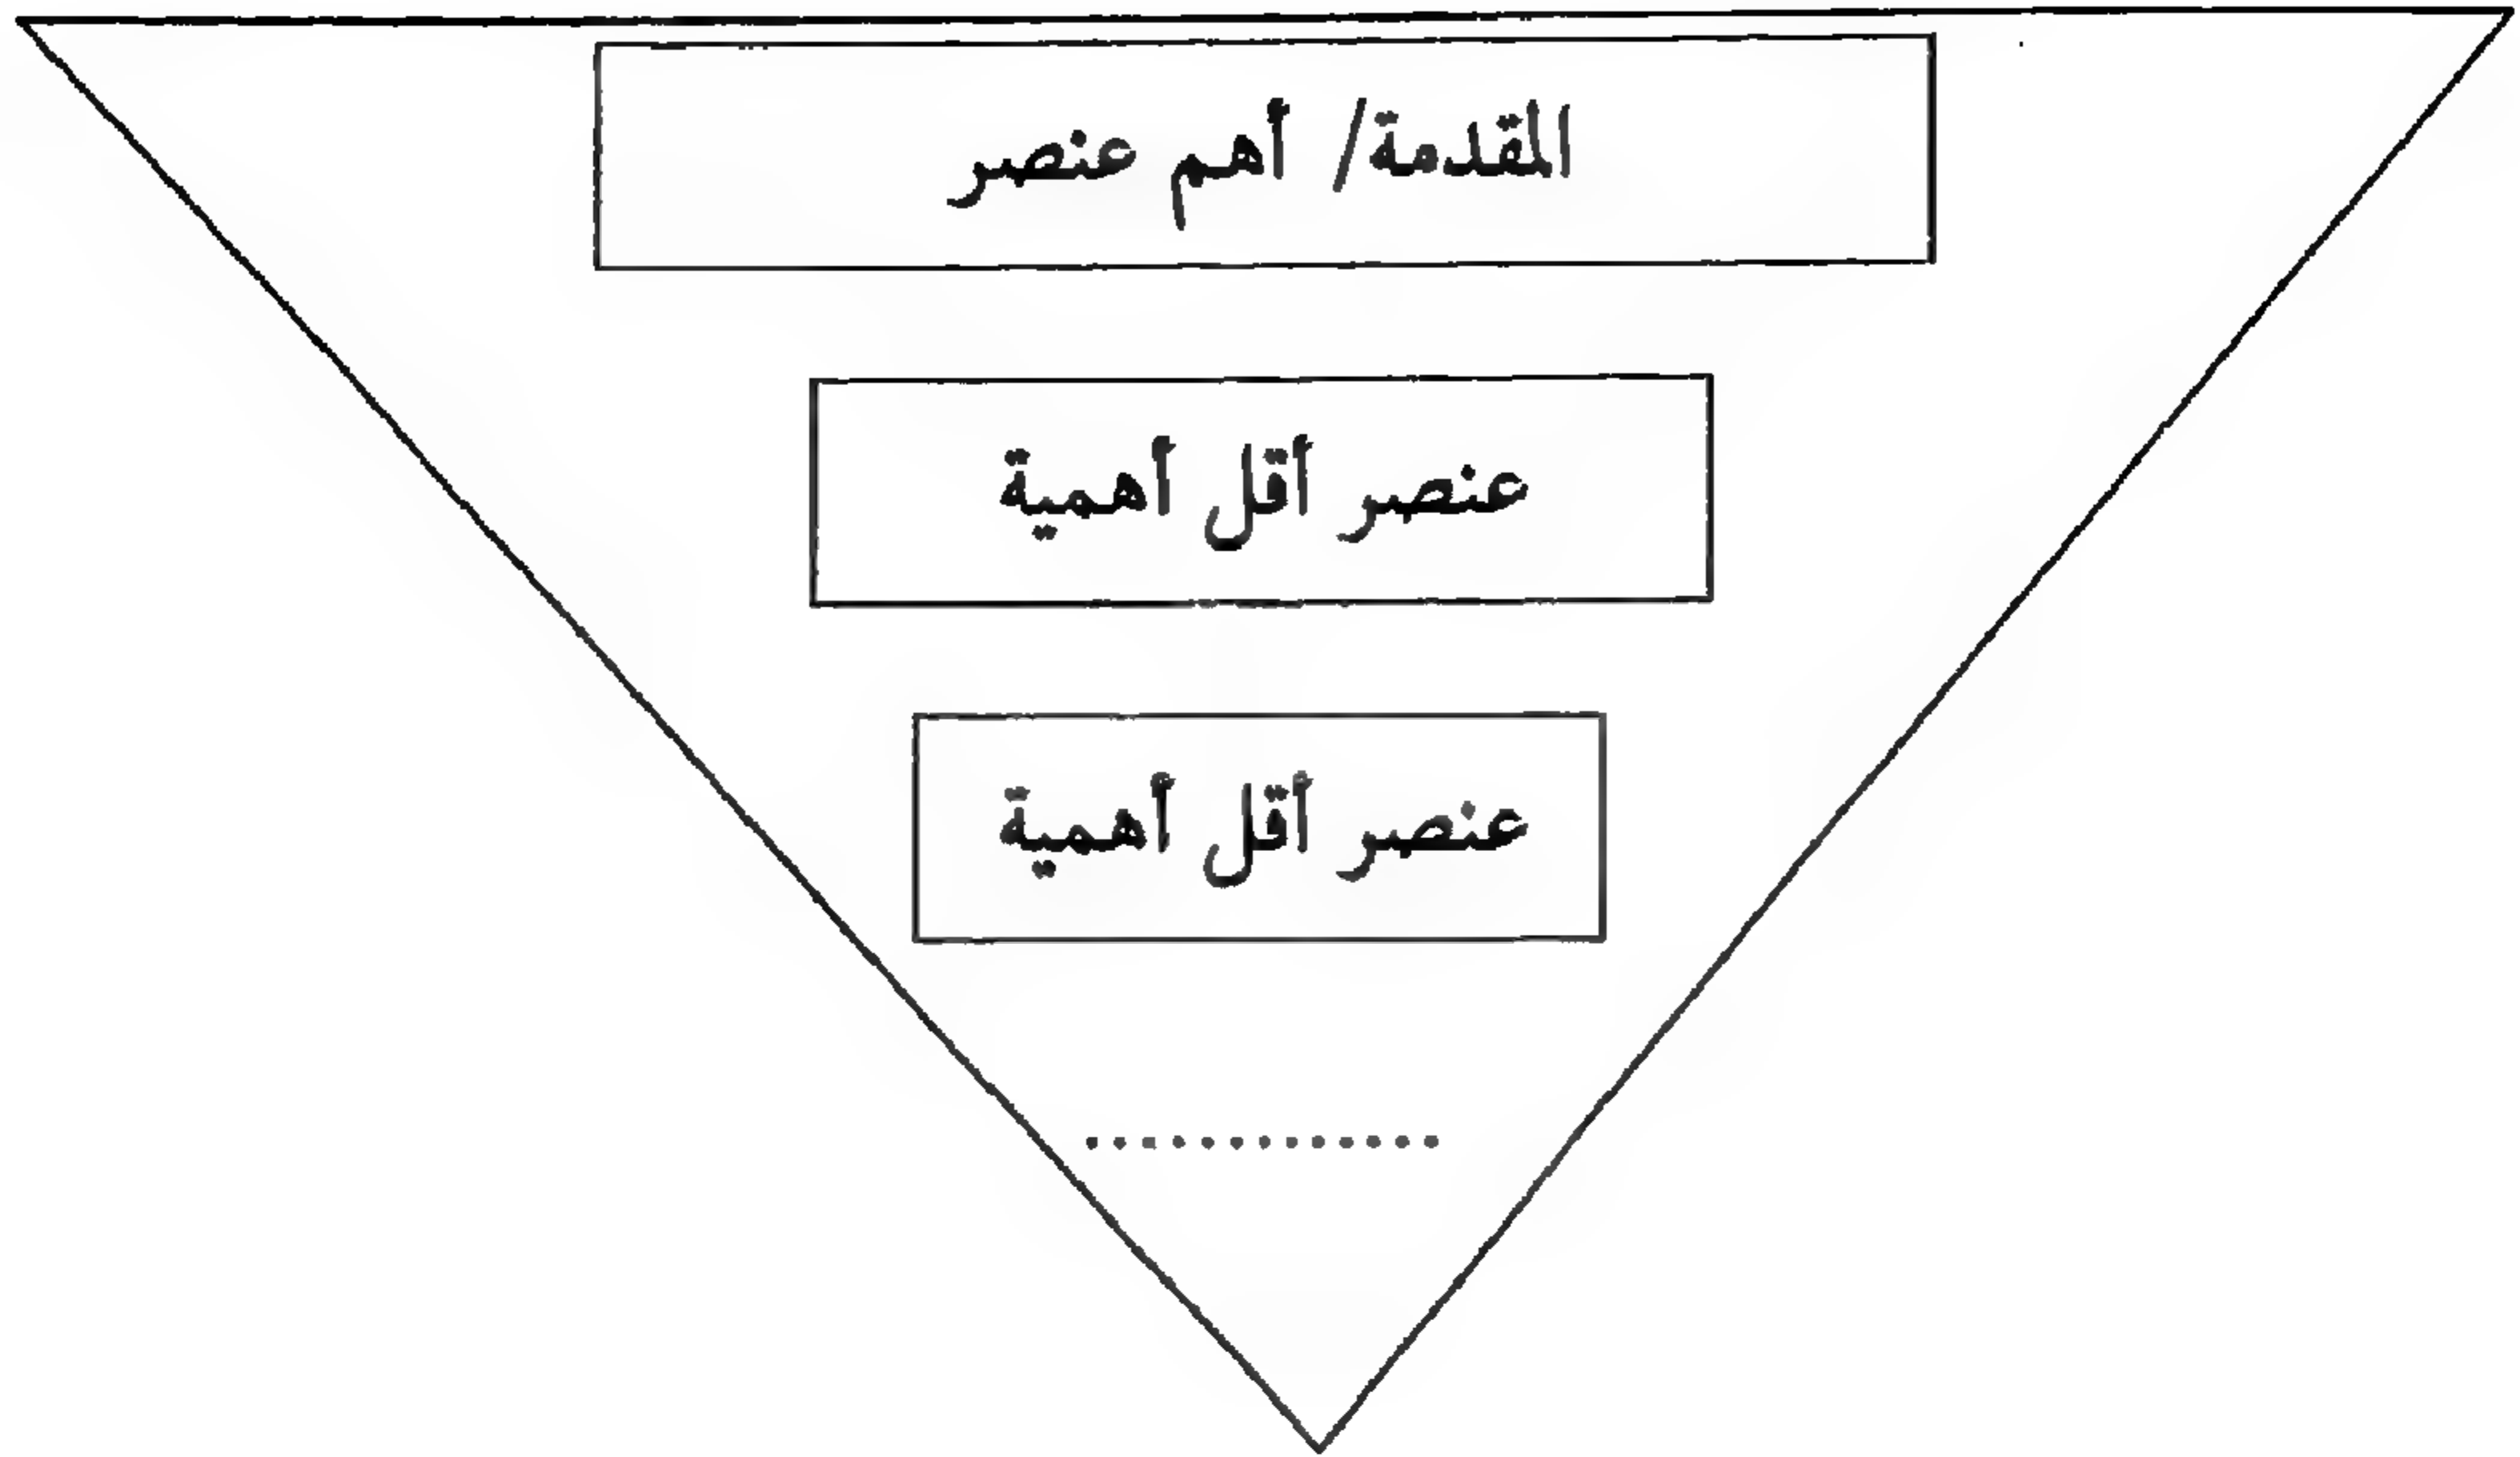 المقدمة/ أهم عنصر
عنصر أقل أهمية
عنصر أقل أهمية
.............